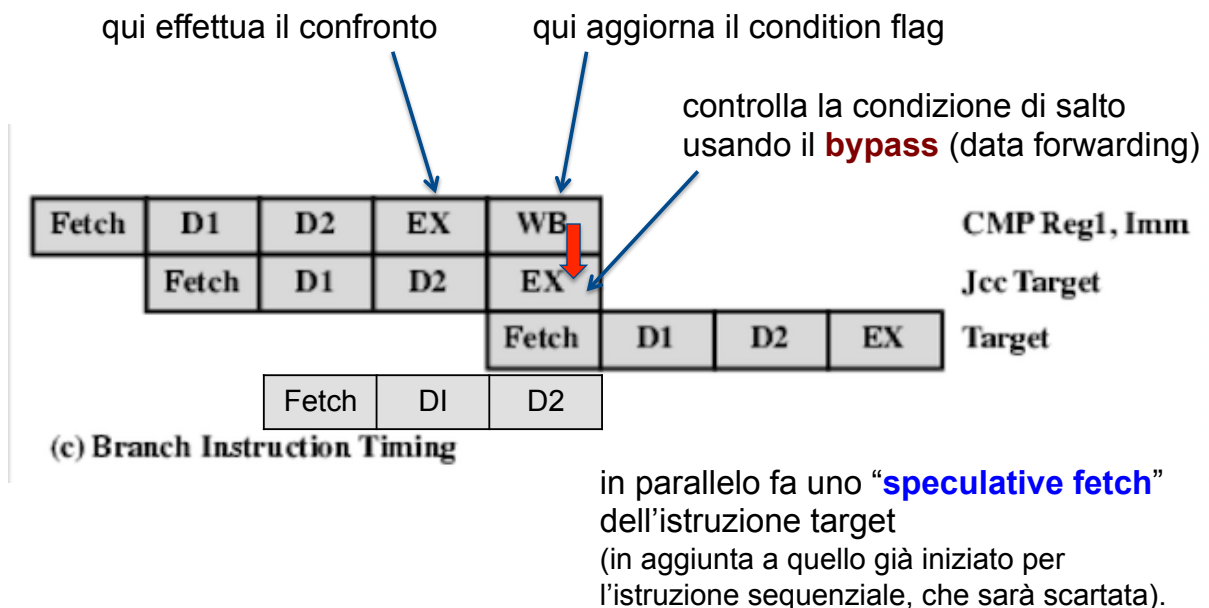 qui effettua il confronto
qui aggiorna il condition flag
controlla la condizione di salto
usando il bypass (data forwarding)
Fetch D1 D2 EX WB CMP Reg1, Imm
Fetch D1 D2 EX Jcc Target
Fetch D1 D2 EX Target
Fetch DI D2
(c) Branch Instruction Timing
in parallelo fa uno “speculative fetch”
dell’istruzione target
(in aggiunta a quello già iniziato per
l’istruzione sequenziale, che sarà scartata).